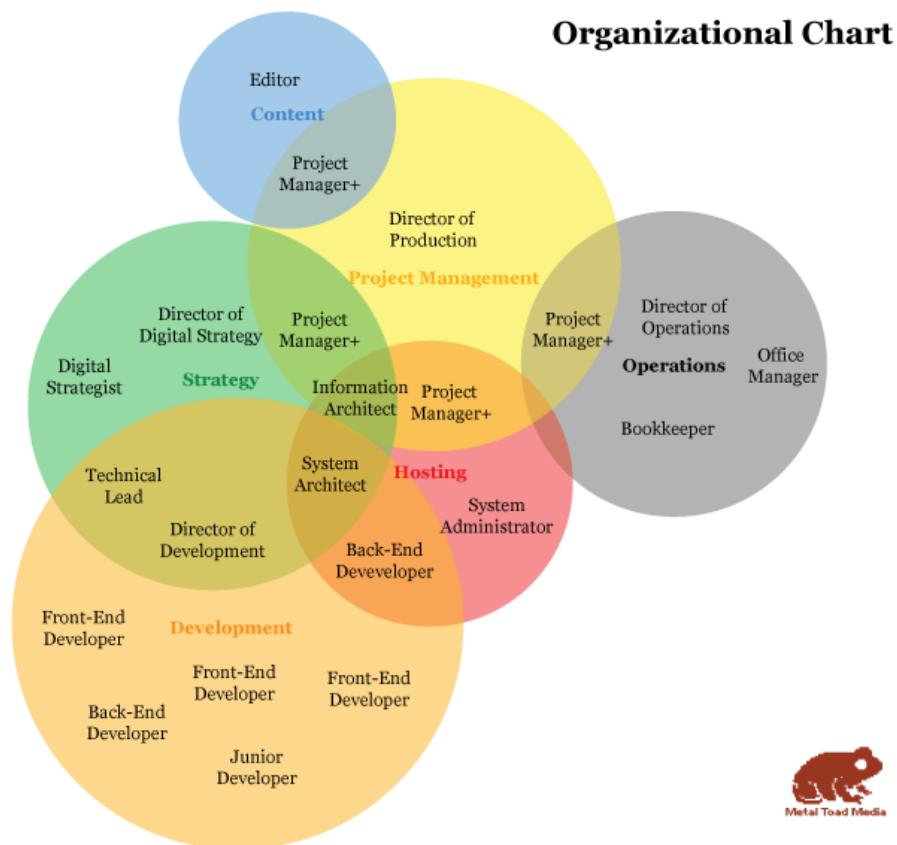 Organizational Chart
Editor
Content
Project
Manager+
Director of
Production
Project Management
Director of
Digital Strategy
Project
Manager+
Project
Manager+
Director of
Operations
Operations
Office
Manager
Bookkeeper
Digital
Strategist
Strategy
Information
Architect
Project
Manager+
Technical
Lead
System
Architect
Hosting
System
Administrator
Director of
Development
Back-End
Deveveloper
Front-End
Developer
Development
Front-End
Developer
Front-End
Developer
Back-End
Developer
Junior
Developer
Metal Toad Media